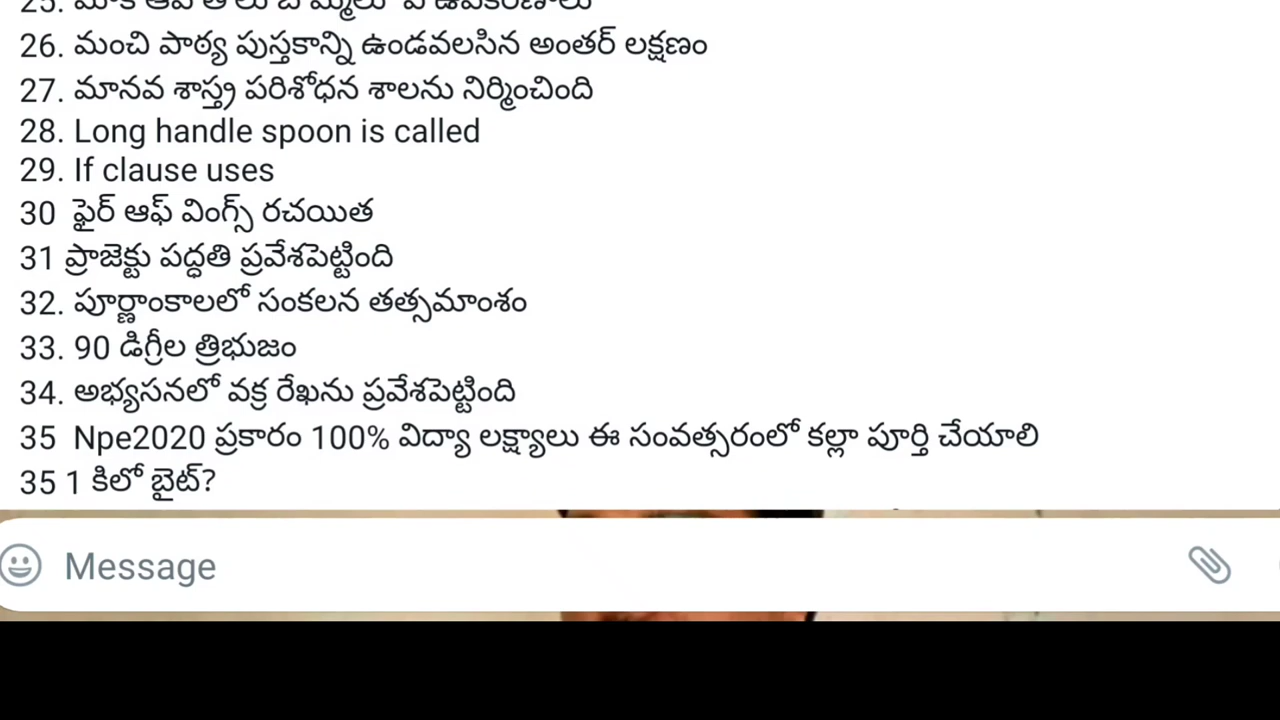 26. మంచి పాఠ్య పుస్తకాన్ని ఉండవలసిన అంతర్ లక్షణం
27. మానవ శాస్త్ర పరిశోధన శాలను నిర్మించింది
28. Long handle spoon is called
29. If clause uses
30 ఫైర్ ఆఫ్ వింగ్స్ రచయిత
31 ప్రాజెక్టు పద్ధతి ప్రవేశపెట్టింది
32. పూర్ణాంకాలలో సంకలన తత్సమాంశం
33. 90 డిగ్రీల త్రిభుజం
34. అభ్యసనలో వక్ర రేఖను ప్రవేశపెట్టింది
35 Npe2020 ప్రకారం 100% విద్యా లక్ష్యాలు ఈ సంవత్సరంలో కల్లా పూర్తి చేయాలి
35 1 కిలో బైట్?
Message